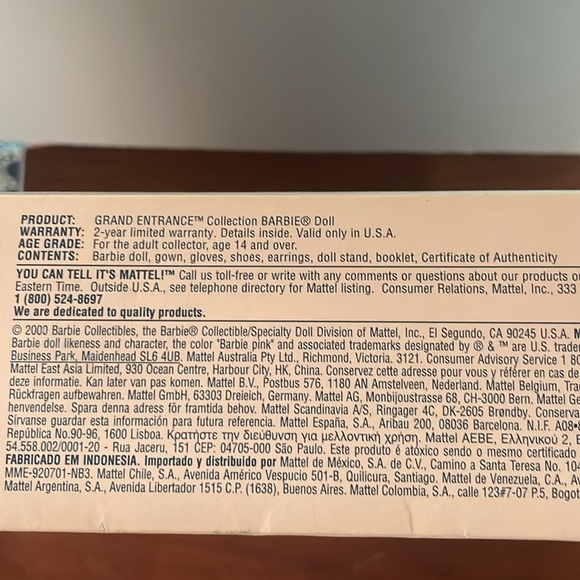 PRODUCT: GRAND ENTRANCE™ Collection BARBIE® Doll
WARRANTY: 2-year limited warranty. Details inside. Valid only in U.S.A.
AGE GRADE: For the adult collector, age 14 and over.
CONTENTS: Barbie doll, gown, gloves, shoes, earrings, doll stand, booklet, Certificate of Authenticity
YOU CAN TELL IT'S MATTEL!™ Call us toll-free or write with any comments or questions about our products or
Eastern Time. Outside U.S.A., see telephone directory for Mattel listing. Consumer Relations, Mattel, Inc., 333
1 (800) 524-8697
We are dedicated to quality products.
© 2000 Barbie Collectibles, the Barbie® Collectible/Specialty Doll Division of Mattel, Inc., El Segundo, CA 90245 U.S.A. M
Barbie doll likeness and character, the color "Barbie pink" and associated trademarks designated by ® & ™ are U.S. trade
Business Park, Maidenhead SL6 4UB. Mattel Australia Pty Ltd., Richmond, Victoria. 3121. Consumer Advisory Service 1 80
Mattel East Asia Limited, 930 Ocean Centre, Harbour City, HK, China. Conservez cette adresse pour vous y référer en cas de
deze informatie. Kan later van pas komen. Mattel B.V., Postbus 576, 1180 AN Amstelveen, Nederland. Mattel Belgium, Tra
Rückfragen aufbewahren. Mattel GmbH, 63303 Dreieich, Germany. Mattel AG, Monbijoustrasse 68, CH-3000 Bern. Mattel Ge
henvendelse. Spara denna adress för framtida behov. Mattel Scandinavia A/S, Ringager 4C, DK-2605 Brøndby. Conserva
Sírvanse guardar esta información para futura referencia. Mattel España, S.A., Aribau 200, 08036 Barcelona. N.I.F. A08
República No.90-96, 1600 Lisboa. Κρατήστε την διεύθυνση για μελλοντική χρήση. Mattel AEBE, Ελληνικού 2, Ε
54.558.002/0001-20 - Rua Jaceru, 151 CEP: 04705-000 São Paulo. Este produto é atóxico sendo o mesmo certificado
FABRICADO EM INDONESIA. Importado y distribuido por Mattel de México, S.A. de C.V., Camino a Santa Teresa No. 104
MME-920701-NB3. Mattel Chile, S.A., Avenida Américo Vespucio 501-B, Quilicura, Santiago. Mattel de Venezuela, C.A., Av
Mattel Argentina, S.A., Avenida Libertador 1515 C.P. (1638), Buenos Aires. Mattel Colombia, S.A., calle 123#7-07 P.5, Bogot